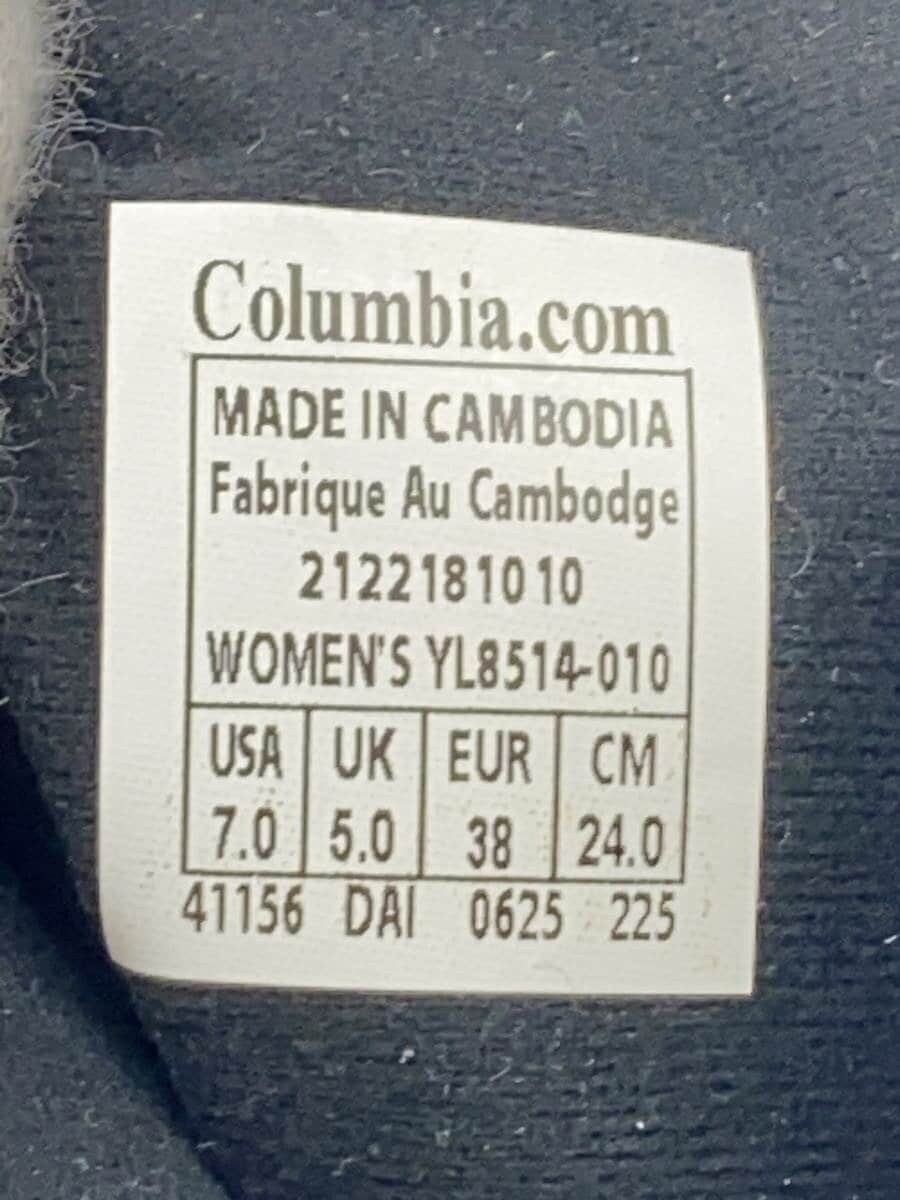 Columbia.com
MADE IN CAMBODIA
Fabrique Au Cambodge
2122181010
WOMEN'S YL8514-010
USA UK EUR CM
7.0 5.0 38 24.0
41156 DAI 0625 225